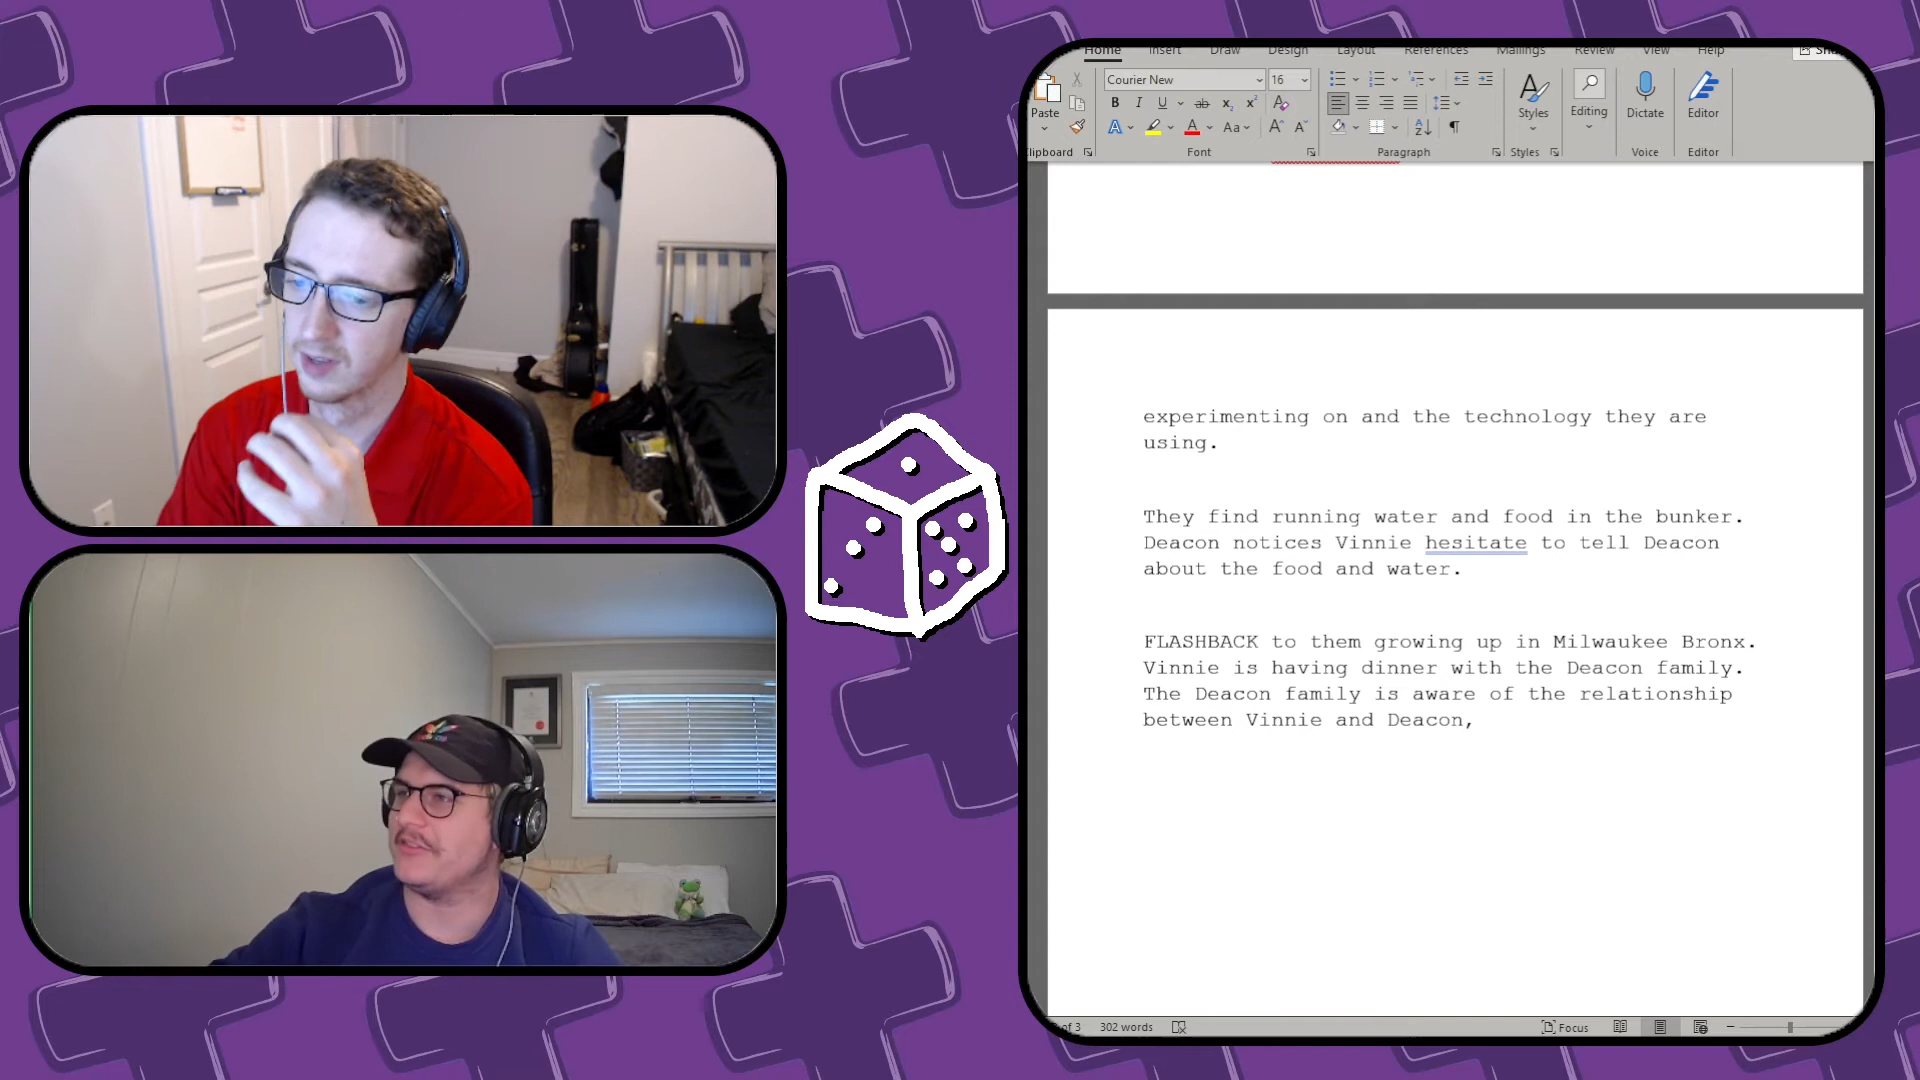 Home Insert Draw Design Layout References Mailings Review View Help
Courier New 16
Paste
Styles Editing Dictate Editor
Clipboard Font Paragraph Styles Voice Editor
experimenting on and the technology they are
using.
They find running water and food in the bunker.
Deacon notices Vinnie hesitate to tell Deacon
about the food and water.
FLASHBACK to them growing up in Milwaukee Bronx.
Vinnie is having dinner with the Deacon family.
The Deacon family is aware of the relationship
between Vinnie and Deacon,
of 3 302 words Focus